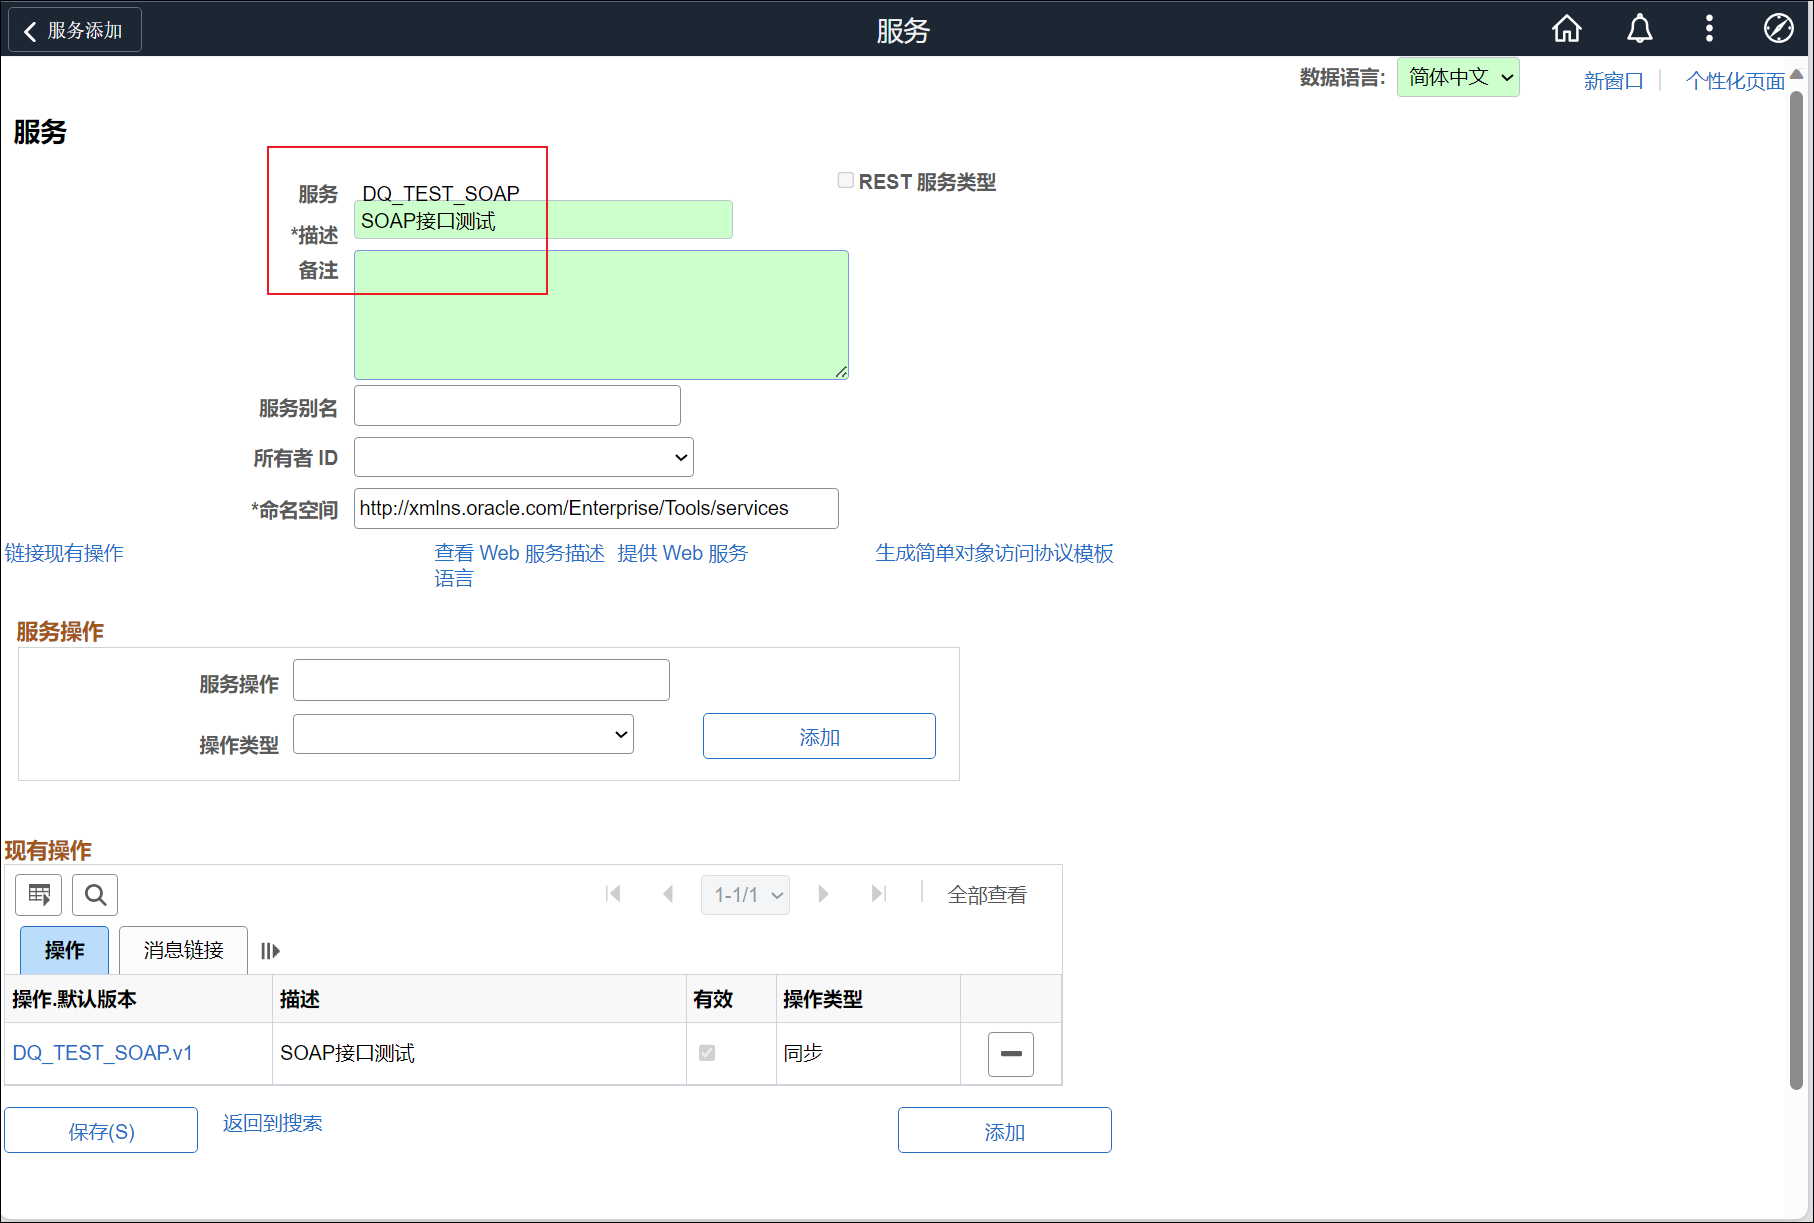 服务添加
服务
数据语言: 简体中文
新窗口
个性化页面
服务
服务 DQ_TEST_SOAP
REST 服务类型
*描述 SOAP接口测试
备注
服务别名
所有者 ID
*命名空间 http://xmlns.oracle.com/Enterprise/Tools/services
链接现有操作
查看 Web 服务描述
语言
提供 Web 服务
生成简单对象访问协议模板
服务操作
服务操作
操作类型
添加
现有操作
1-1/1
全部查看
操作
消息链接
操作.默认版本 描述 有效 操作类型
DQ_TEST_SOAP.v1 SOAP接口测试 同步
保存(S)
返回到搜索
添加